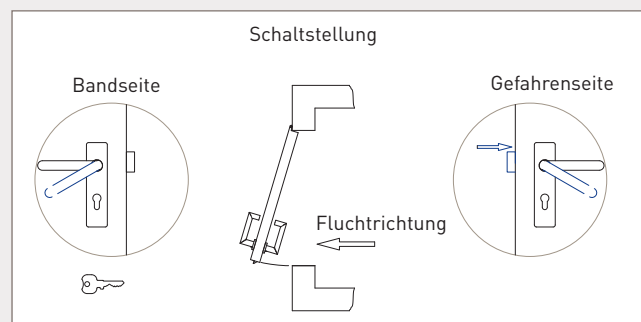 Schaltstellung
Bandseite
Gefahrenseite
Fluchtrichtung